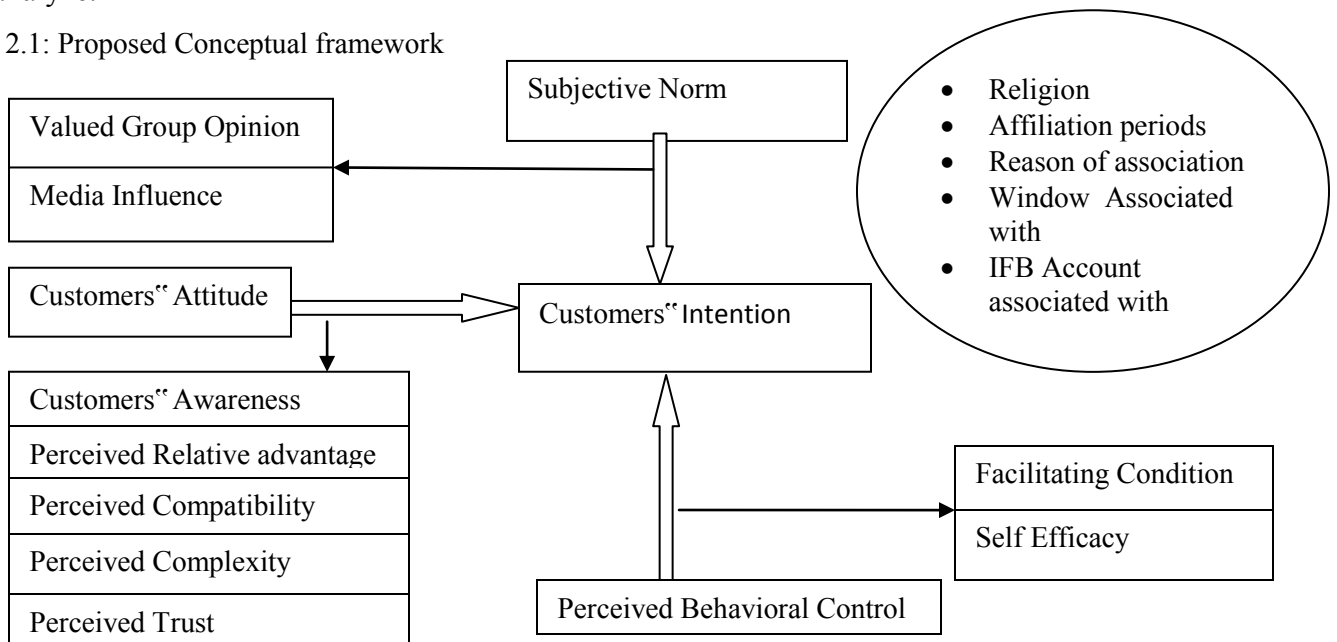 2.1: Proposed Conceptual framework
Subjective Norm
Valued Group Opinion
Media Influence
• Religion
• Affiliation periods
• Reason of association
• Window Associated
with
• IFB Account
associated with
Customers‟ Attitude
Customers‟ Intention
Customers‟ Awareness
Perceived Relative advantage
Perceived Compatibility
Perceived Complexity
Perceived Trust
Facilitating Condition
Self Efficacy
Perceived Behavioral Control